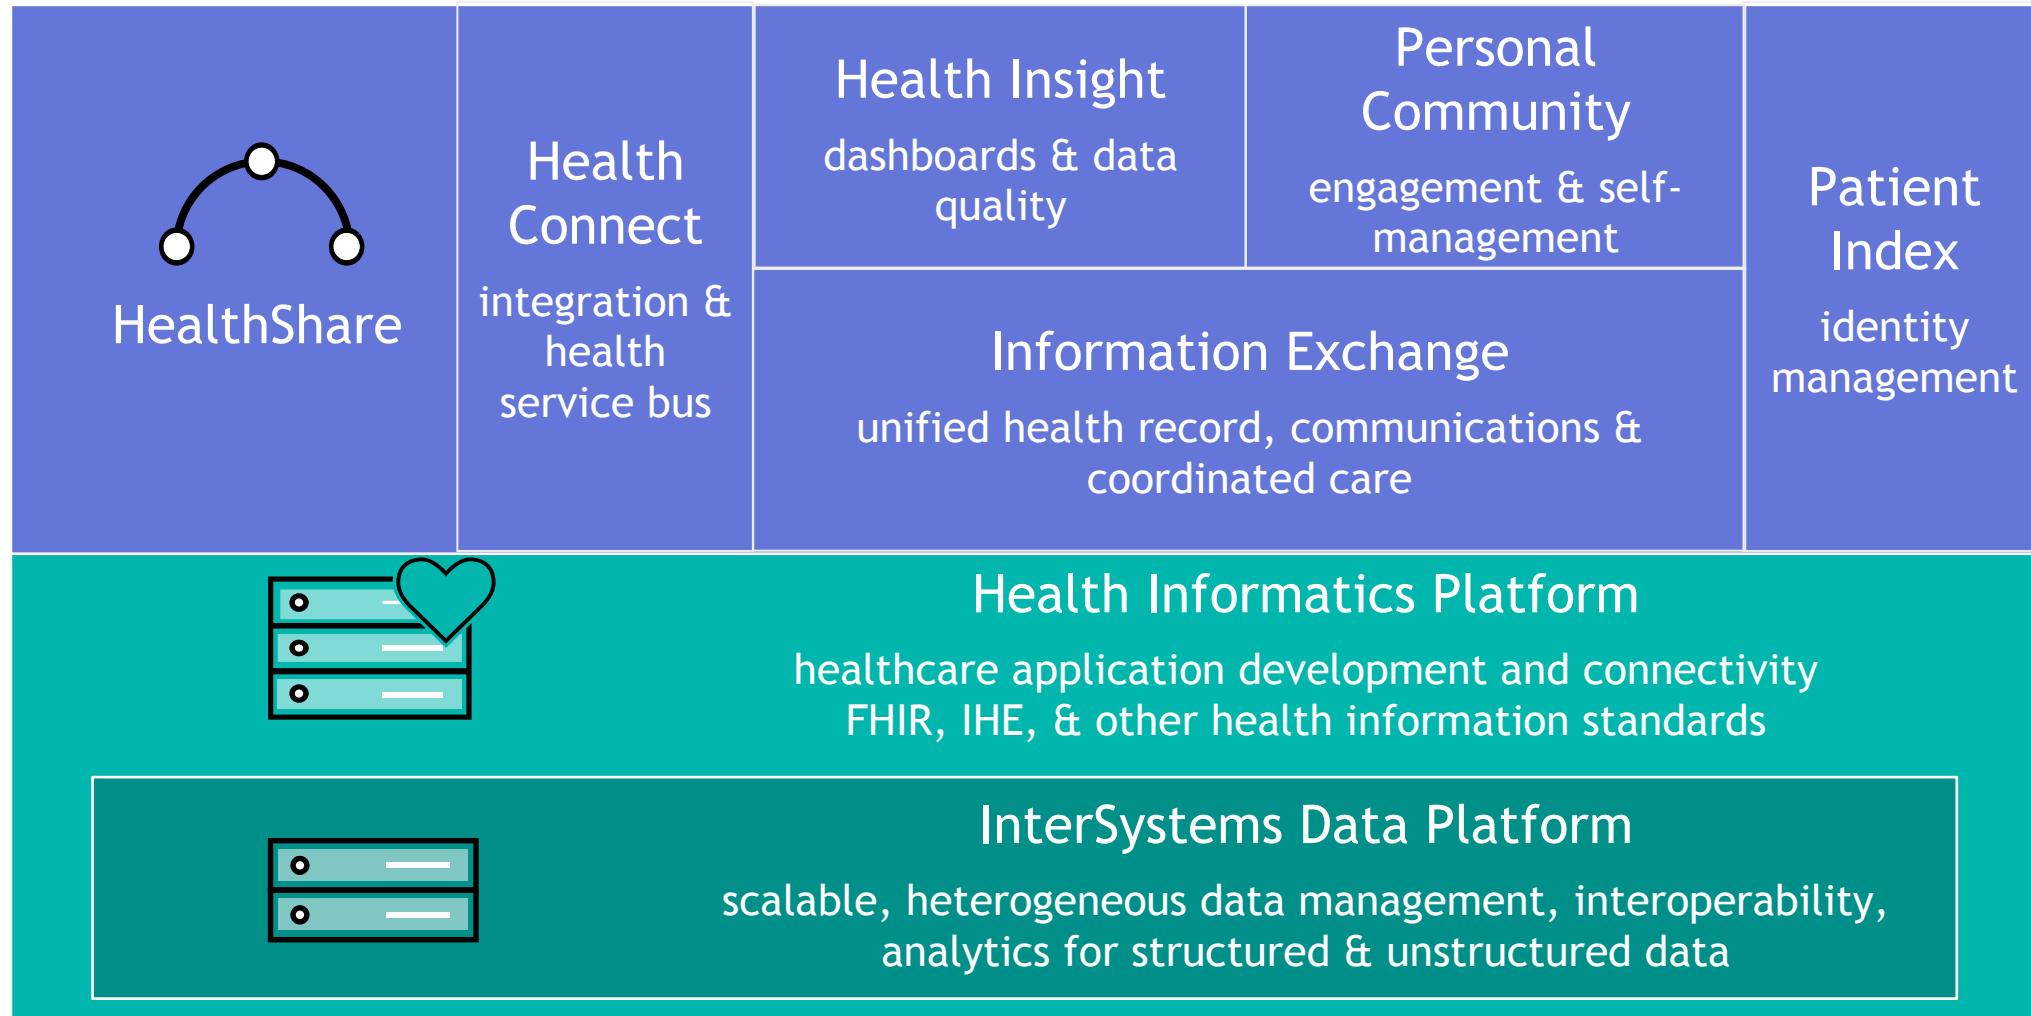 HealthShare
Health
Connect
integration &
health
service bus
Health Insight
dashboards & data
quality
Personal
Community
engagement & self-
management
Information Exchange
unified health record, communications &
coordinated care
Patient
Index
identity
management
Health Informatics Platform
healthcare application development and connectivity
FHIR, IHE, & other health information standards
InterSystems Data Platform
scalable, heterogeneous data management, interoperability,
analytics for structured & unstructured data